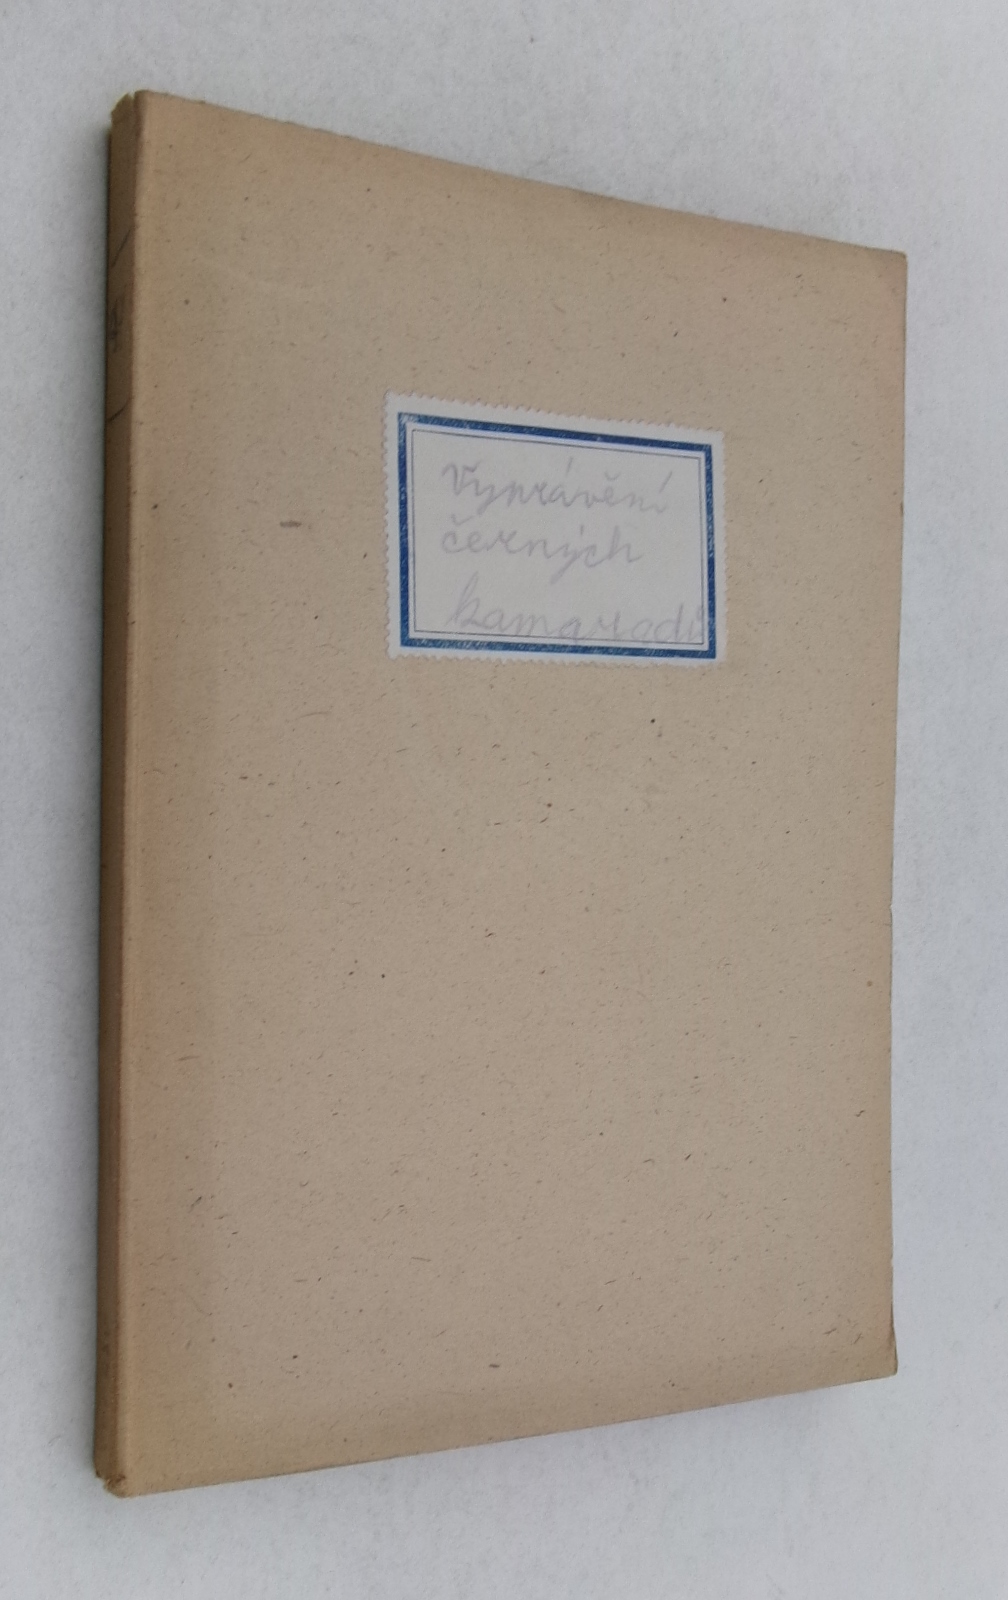 Vyprávění
černých
kamarádů